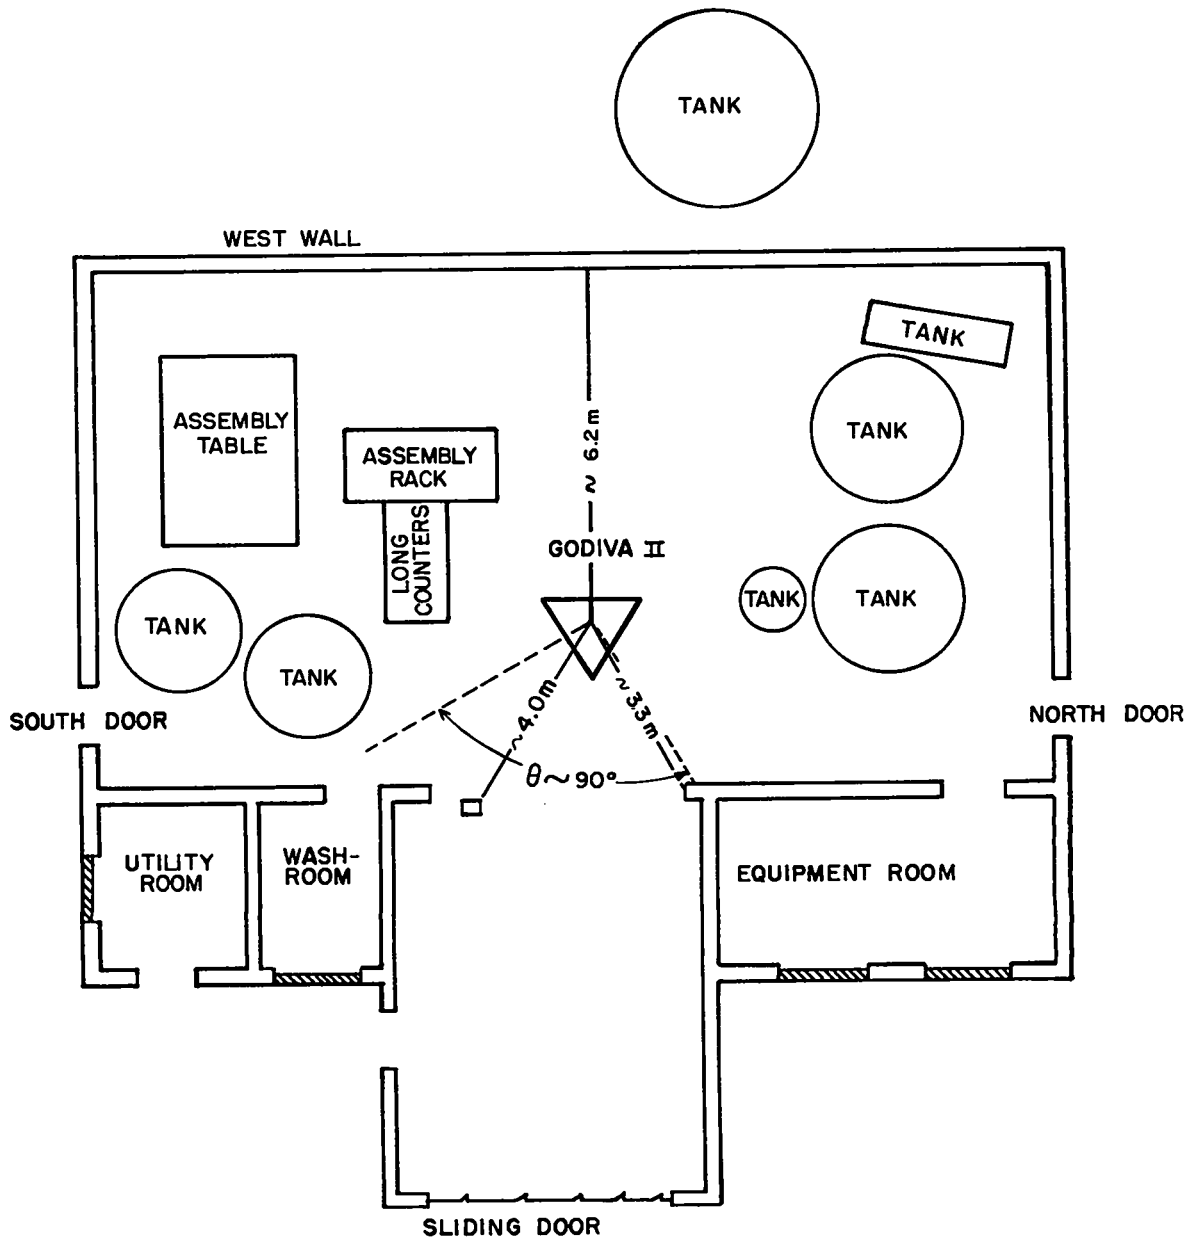 TANK
WEST WALL
TANK
ASSEMBLY
TABLE
~ 6.2m
TANK
ASSEMBLY
RACK
LONG
COUNTERS
GODIVA II
TANK
TANK
TANK
TANK
~4.0m
~3.3m
SOUTH DOOR
NORTH DOOR
θ~90°
UTILITY
ROOM
WASH-
ROOM
EQUIPMENT ROOM
SLIDING DOOR